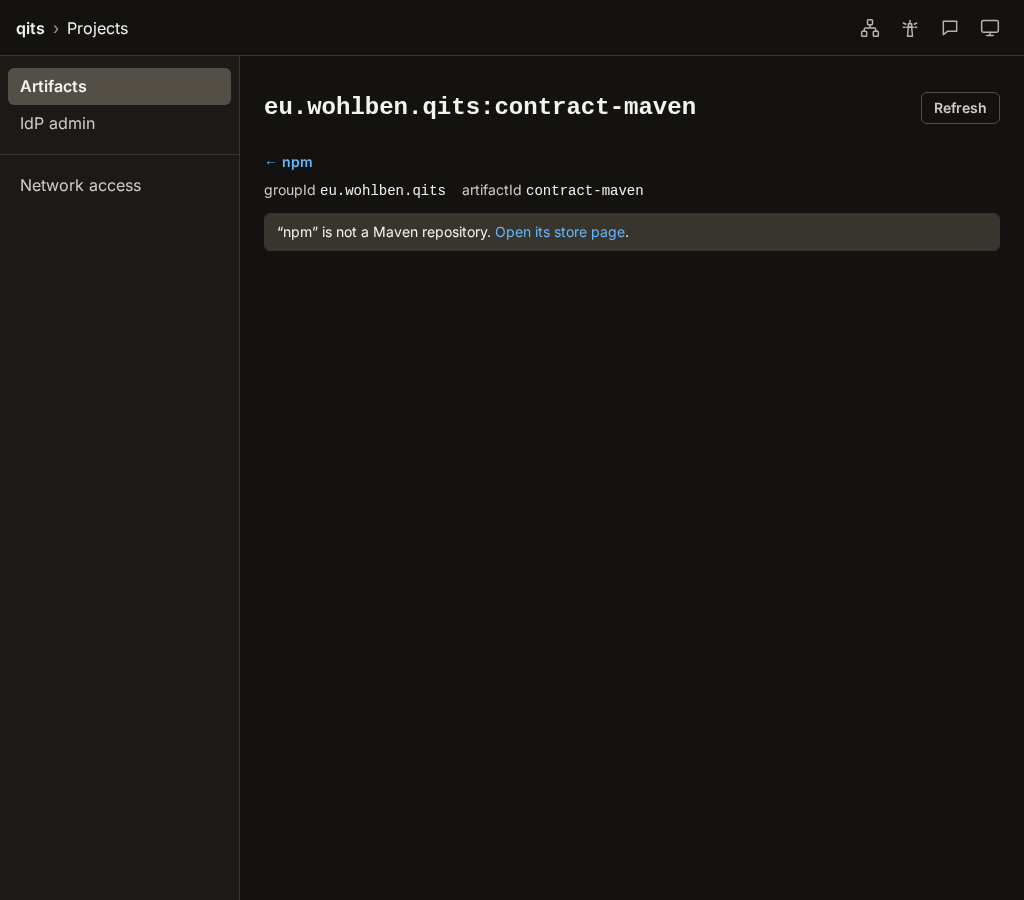 qits › Projects
Artifacts
IdP admin
Network access
eu.wohlben.qits:contract-maven
Refresh
← npm
groupId eu.wohlben.qits artifactId contract-maven
“npm” is not a Maven repository. Open its store page.